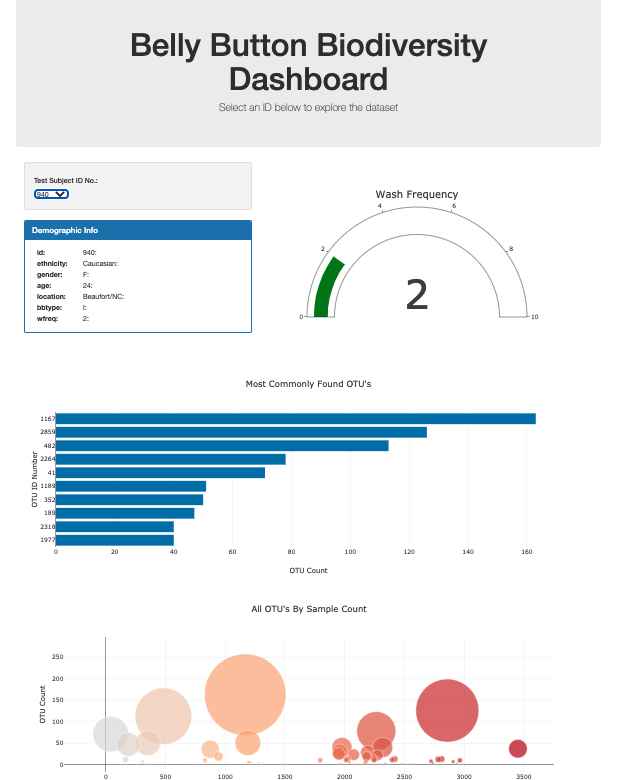 Belly Button Biodiversity
Dashboard
Select an ID below to explore the dataset
Test Subject ID No.:
940
Demographic Info
id: 940:
ethnicity: Caucasian:
gender: F:
age: 24:
location: Beaufort/NC:
bbtype: I:
wfreq: 2:
Wash Frequency
0
2
4
6
8
10
2
Most Commonly Found OTU's
OTU ID Number
1167
2859
482
2264
41
1189
352
189
2318
1977
0 20 40 60 80 100 120 140 160
OTU Count
All OTU's By Sample Count
OTU Count
250
200
150
100
50
0
0 500 1000 1500 2000 2500 3000 3500